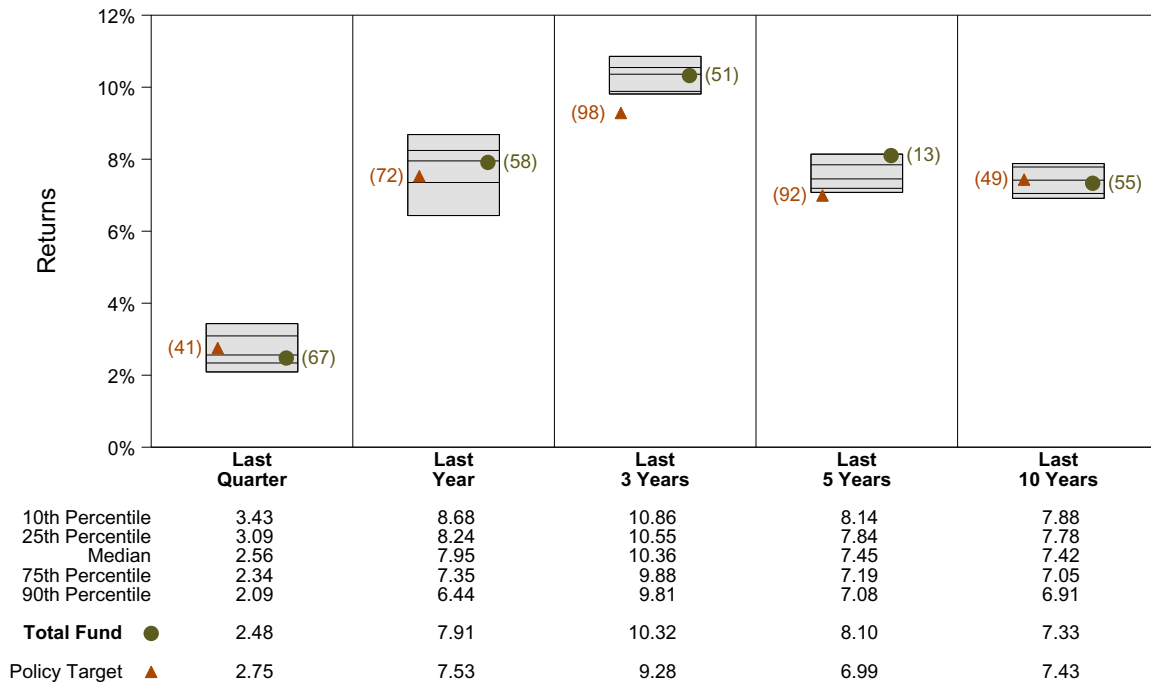 12%
10%
8%
6%
4%
2%
0%
Returns
(41)
(67)
(72)
(58)
(98)
(51)
(92)
(13)
(49)
(55)
Last Quarter
Last Year
Last 3 Years
Last 5 Years
Last 10 Years
10th Percentile 3.43 8.68 10.86 8.14 7.88
25th Percentile 3.09 8.24 10.55 7.84 7.78
Median 2.56 7.95 10.36 7.45 7.42
75th Percentile 2.34 7.35 9.88 7.19 7.05
90th Percentile 2.09 6.44 9.81 7.08 6.91
Total Fund 2.48 7.91 10.32 8.10 7.33
Policy Target 2.75 7.53 9.28 6.99 7.43